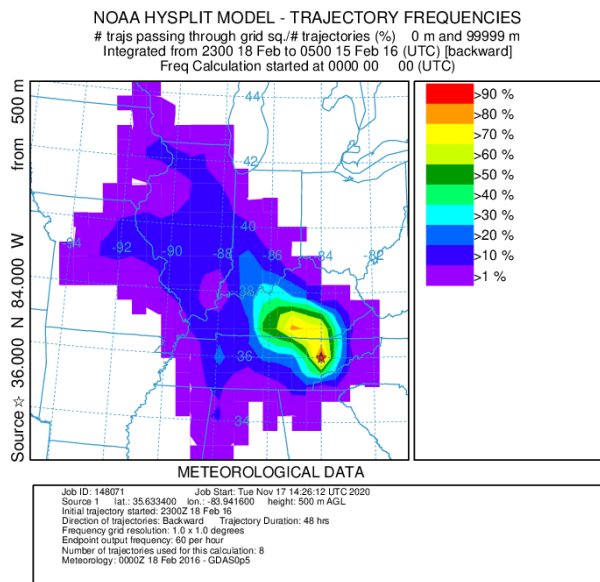 NOAA HYSPLIT MODEL - TRAJECTORY FREQUENCIES
# trajs passing through grid sq./# trajectories (%) 0 m and 99999 m
Integrated from 2300 18 Feb to 0500 15 Feb 16 (UTC) [backward]
Freq Calculation started at 0000 00 00 (UTC)
Source ☆ 36.000 N 84.000 W from 500 m
44
42
40
-94
-92
-90
-88
-86
-84
-82
38
36
34
>90 %
>80 %
>70 %
>60 %
>50 %
>40 %
>30 %
>20 %
>10 %
>1 %
METEOROLOGICAL DATA
Job ID: 148071 Job Start: Tue Nov 17 14:26:12 UTC 2020
Source 1 lat.: 35.633400 lon.: -83.941600 height: 500 m AGL
Initial trajectory started: 2300Z 18 Feb 16
Direction of trajectories: Backward Trajectory Duration: 48 hrs
Frequency grid resolution: 1.0 x 1.0 degrees
Endpoint output frequency: 60 per hour
Number of trajectories used for this calculation: 8
Meteorology: 0000Z 18 Feb 2016 - GDAS0p5